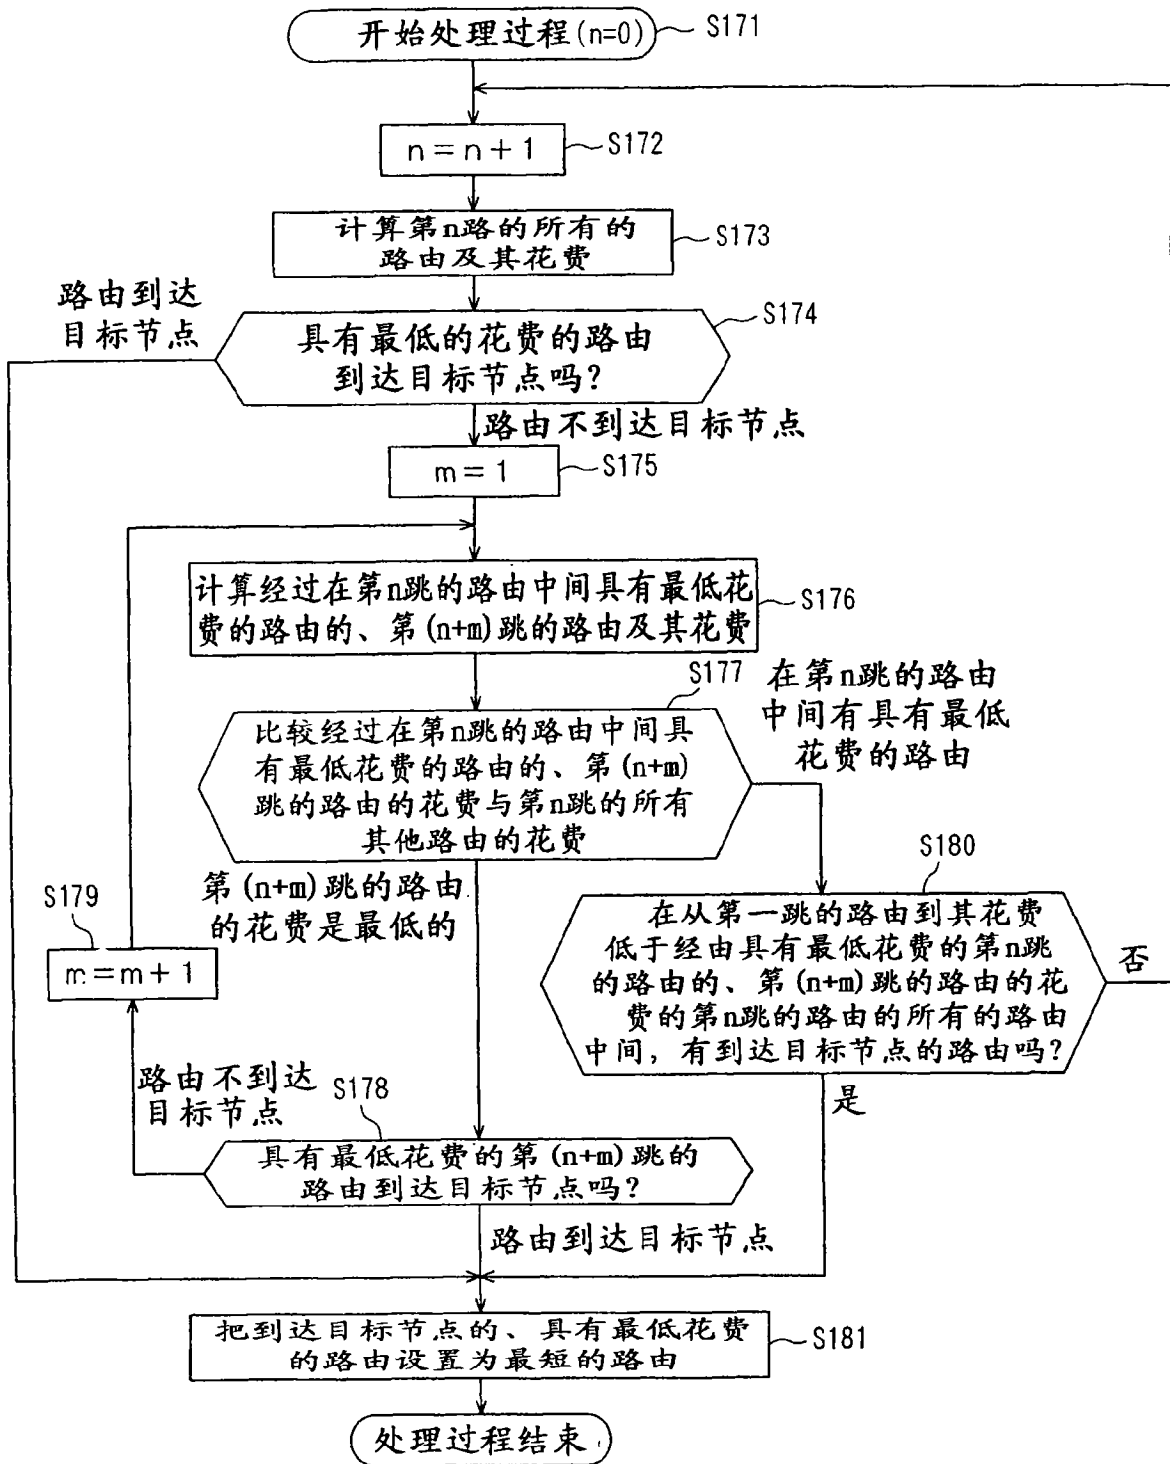 开始处理过程(n=0)
S171
n=n+1
S172
计算第n路的所有的
路由及其花费
S173
路由到达
目标节点
具有最低的花费的路由
到达目标节点吗?
S174
路由不到达目标节点
m=1
S175
计算经过在第n跳的路由中间具有最低花
费的路由的、第(n+m)跳的路由及其花费
S176
S177
比较经过在第n跳的路由中间具
有最低花费的路由的、第(n+m)
跳的路由的花费与第n跳的所有
其他路由的花费
在第n跳的路由
中间有具有最低
花费的路由
第(n+m)跳的路由
的花费是最低的
S179
m=m+1
S180
在从第一跳的路由到其花费
低于经由具有最低花费的第n跳
的路由的、第(n+m)跳的路由的花
费的第n跳的路由的所有的路由
中间,有到达目标节点的路由吗?
否
是
路由不到达
目标节点
S178
具有最低花费的第(n+m)跳的
路由到达目标节点吗?
路由到达目标节点
把到达目标节点的、具有最低花费
的路由设置为最短的路由
S181
处理过程结束